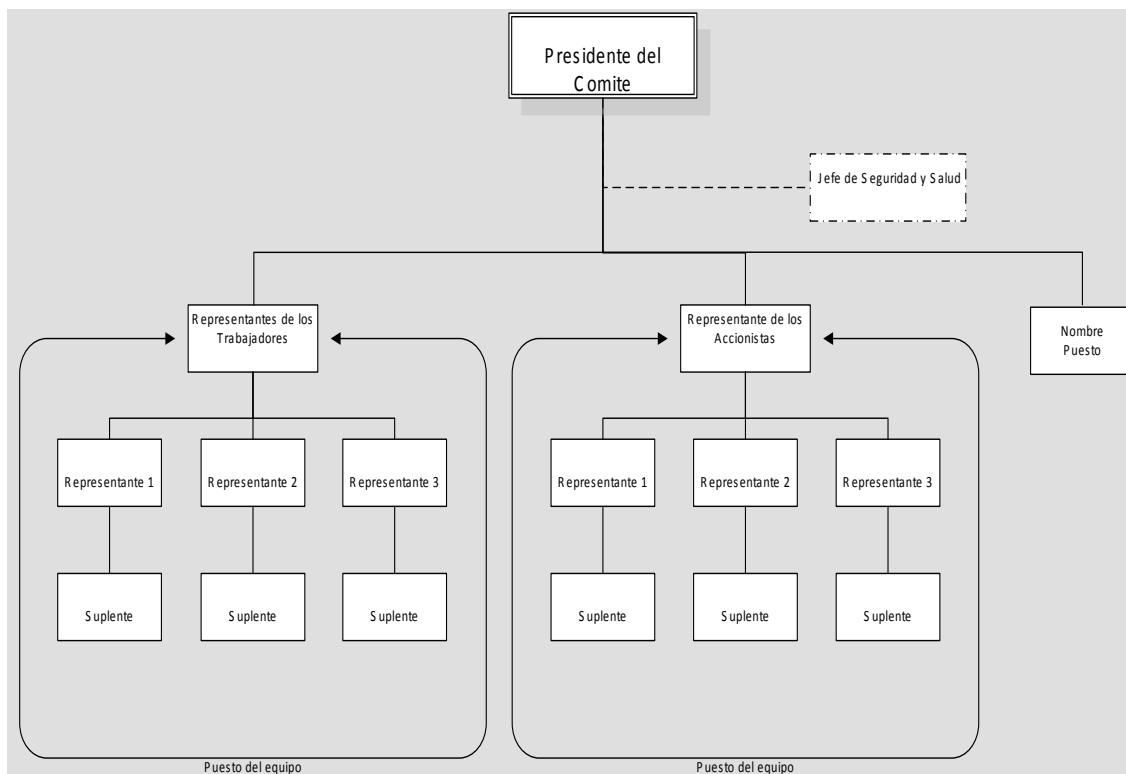 Presidente del
Comite
Jefe de Seguridad y Salud
Representantes de los
Trabajadores
Representante de los
Accionistas
Nombre
Puesto
Representante 1
Representante 2
Representante 3
Representante 1
Representante 2
Representante 3
Suplente
Suplente
Suplente
Suplente
Suplente
Suplente
Puesto del equipo
Puesto del equipo